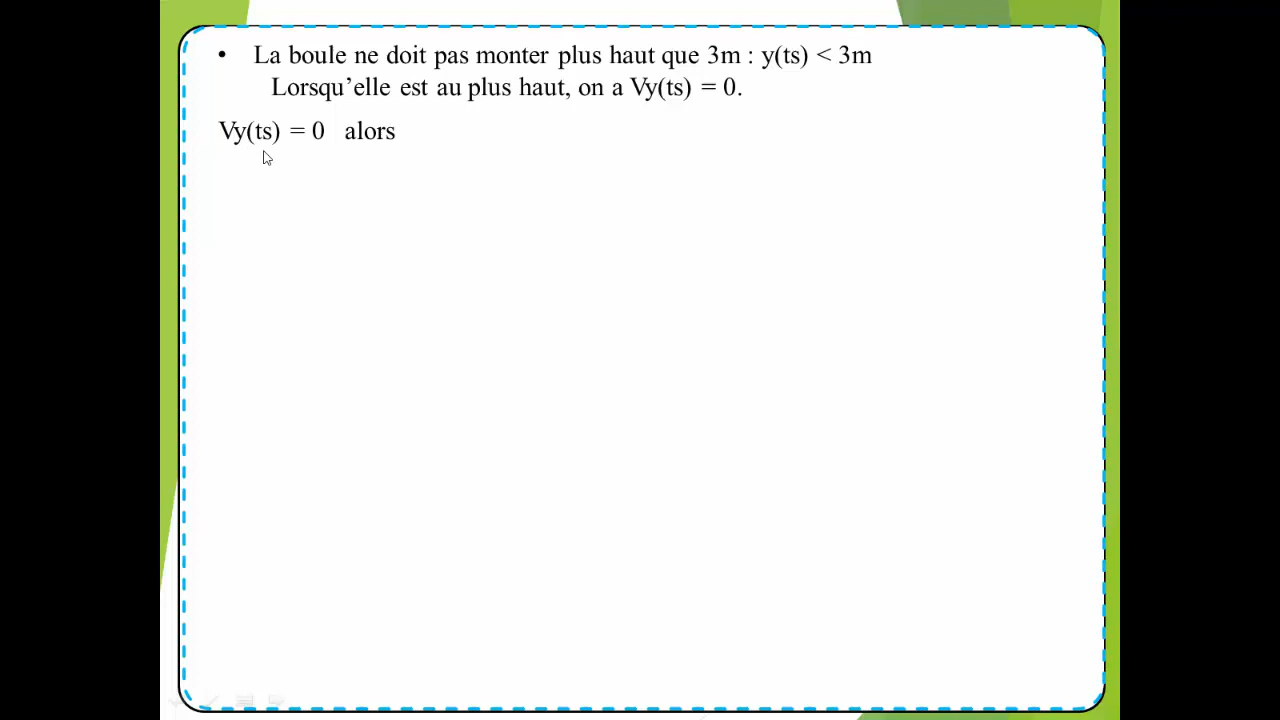 • La boule ne doit pas monter plus haut que 3m : y(ts) < 3m
Lorsqu’elle est au plus haut, on a Vy(ts) = 0.
Vy(ts) = 0 alors